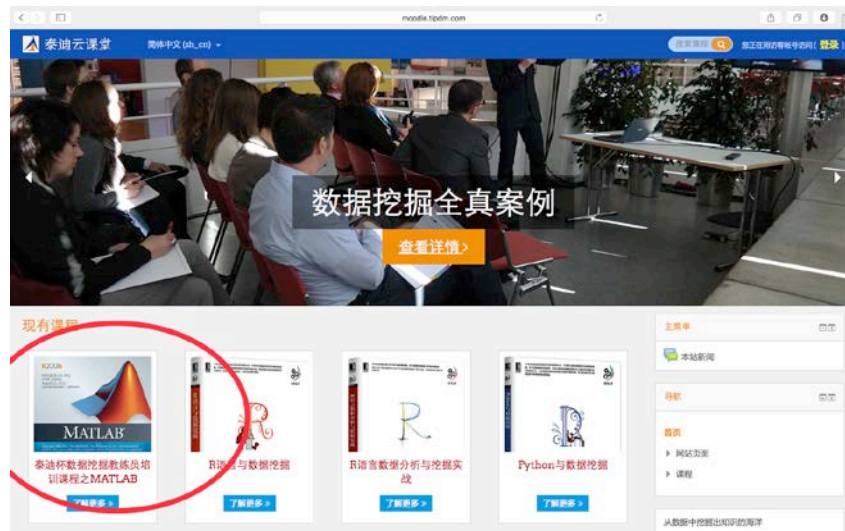 moodle.tipdm.com
泰迪云课堂
简体中文 (zh_cn)
搜索课程
您正在用访客帐号访问 ( 登录 )
数据挖掘全真案例
查看详情>
现有课程
MATLAB
泰迪杯数据挖掘教练员培
训课程之MATLAB
了解更多 »
R语言与数据挖掘
了解更多 »
R语言数据分析与挖掘实
战
了解更多 »
Python与数据挖掘
了解更多 »
主菜单
本站新闻
导航
首页
网站页面
课程
从数据中挖掘出知识的海洋